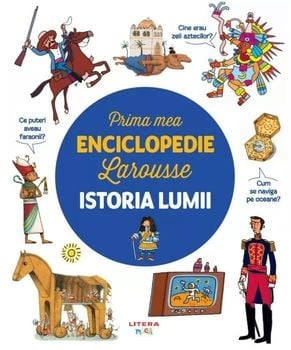 Cine erau
zeii aztecilor?
Ce puteri
aveau
faraonii?
Prima mea
ENCICLOPEDIE
Larousse
ISTORIA LUMII
Cum
se naviga
pe oceane?
LITERA
mică